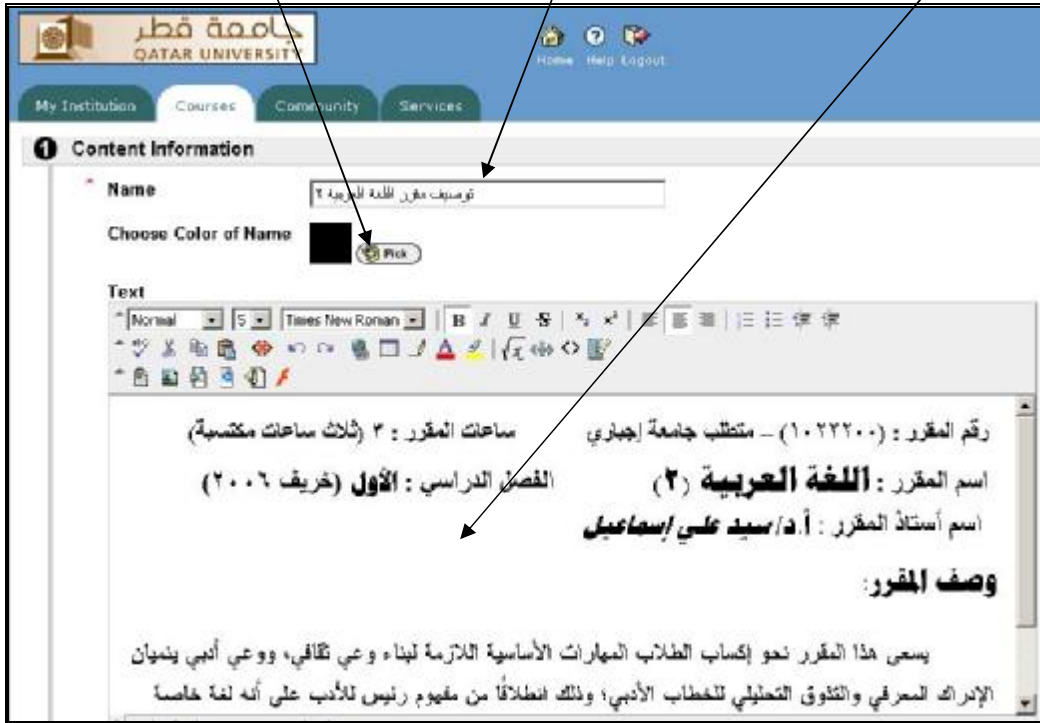 جامعة قطر
QATAR UNIVERSITY
Home Help Logout
My Institution Courses Community Services
1 Content Information
Name توصيف مقرر اللغة العربية ٢
Choose Color of Name Pick
Text
Normal 5 Times New Roman B I U S
رقم المقرر : (١٠٢٢٢٠٠) – متطلب جامعة إجباري ساعات المقرر : ٣ (ثلاث ساعات مكتسبة)
اسم المقرر : اللغة العربية (٢) الفصل الدراسي : الأول (خريف ٢٠٠٦)
اسم أستاذ المقرر : أ.د/ سيد علي إسماعيل
وصف المقرر:
يسعى هذا المقرر نحو إكساب الطلاب المهارات الأساسية اللازمة لبناء وعي ثقافي، ووعي أدبي ينميان
الإدراك المعرفي والتذوق التحليلي للخطاب الأدبي؛ وذلك انطلاقًا من مفهوم رئيس للأدب على أنه لغة خاصة